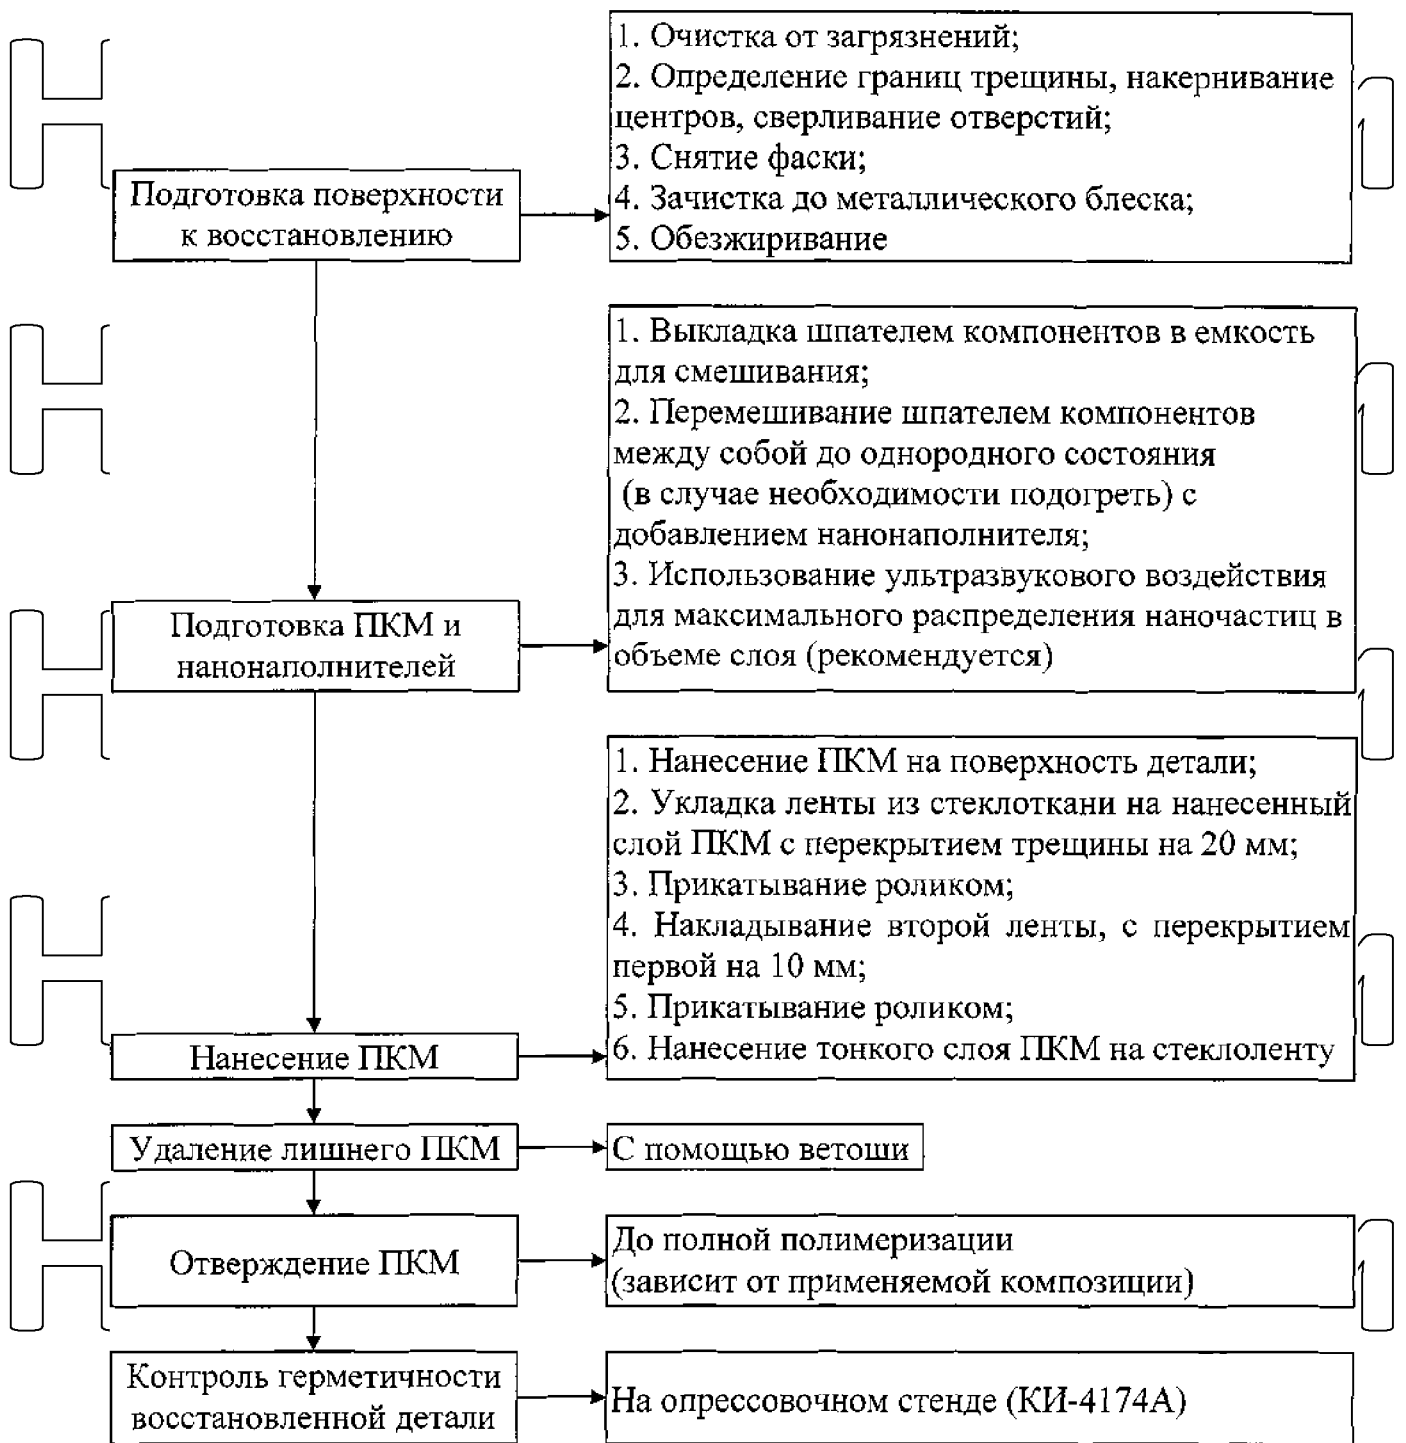 Подготовка поверхности
к восстановлению
1. Очистка от загрязнений;
2. Определение границ трещины, накернивание
центров, сверливание отверстий;
3. Снятие фаски;
4. Зачистка до металлического блеска;
5. Обезжиривание
Подготовка ПКМ и
нанонаполнителей
1. Выкладка шпателем компонентов в емкость
для смешивания;
2. Перемешивание шпателем компонентов
между собой до однородного состояния
(в случае необходимости подогреть) с
добавлением нанонаполнителя;
3. Использование ультразвукового воздействия
для максимального распределения наночастиц в
объеме слоя (рекомендуется)
Нанесение ПКМ
1. Нанесение ПКМ на поверхность детали;
2. Укладка ленты из стеклоткани на нанесенный
слой ПКМ с перекрытием трещины на 20 мм;
3. Прикатывание роликом;
4. Накладывание второй ленты, с перекрытием
первой на 10 мм;
5. Прикатывание роликом;
6. Нанесение тонкого слоя ПКМ на стеклоленту
Удаление лишнего ПКМ
С помощью ветоши
Отверждение ПКМ
До полной полимеризации
(зависит от применяемой композиции)
Контроль герметичности
восстановленной детали
На опрессовочном стенде (КИ-4174А)